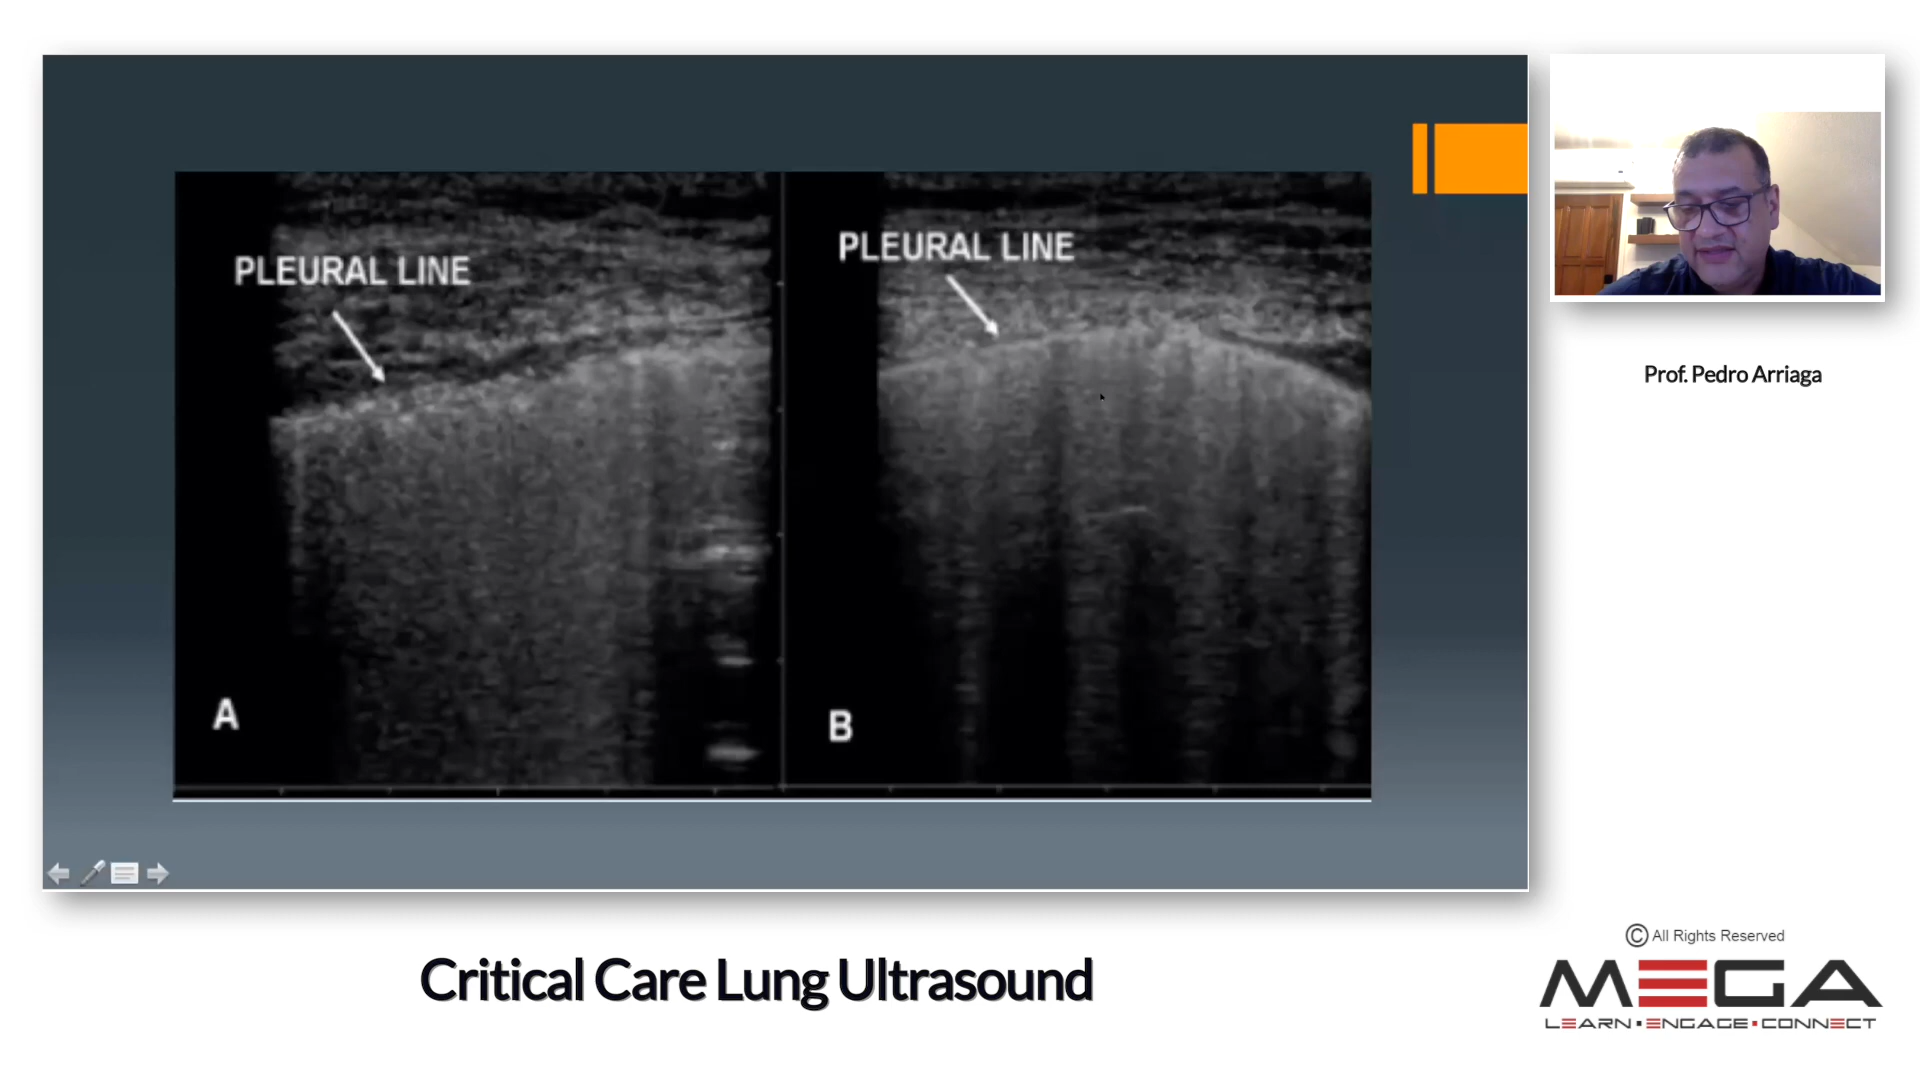 PLEURAL LINE
PLEURAL LINE
A
B
Prof. Pedro Arriaga
Critical Care Lung Ultrasound
© All Rights Reserved
MEGA
LEARN▪ENGAGE▪CONNECT